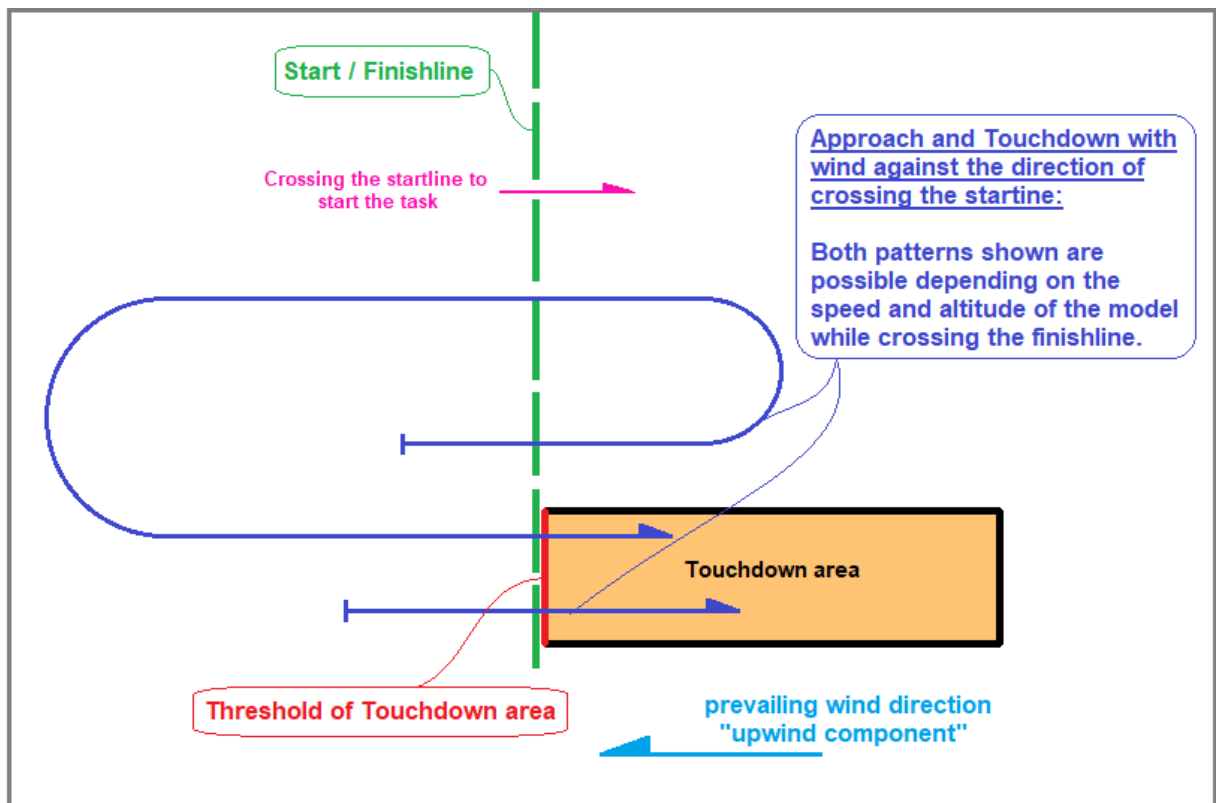 Start / Finishline
Crossing the startline to
start the task
Approach and Touchdown with
wind against the direction of
crossing the startine:
Both patterns shown are
possible depending on the
speed and altitude of the model
while crossing the finishline.
Touchdown area
Threshold of Touchdown area
prevailing wind direction
"upwind component"